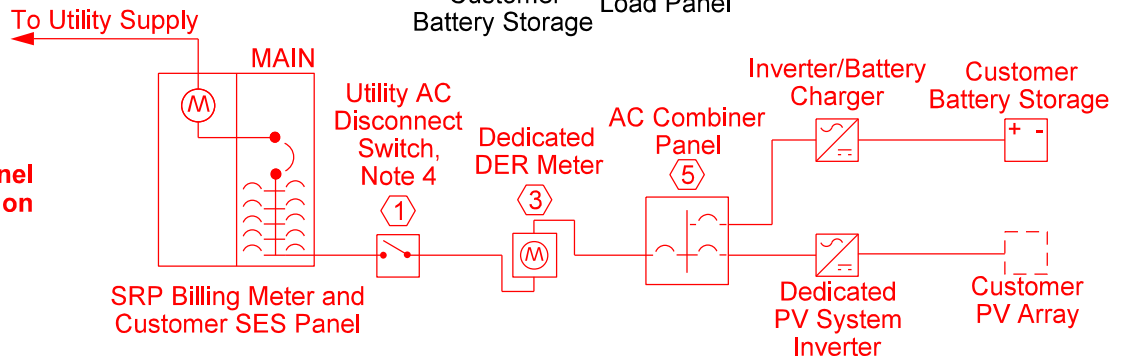 Customer
Battery Storage
Load Panel
To Utility Supply
MAIN
M
Utility AC
Disconnect
Switch,
Note 4
1
Dedicated
DER Meter
3
M
AC Combiner
Panel
5
Inverter/Battery
Charger
Customer
Battery Storage
+ -
nel
on
SRP Billing Meter and
Customer SES Panel
Dedicated
PV System
Inverter
Customer
PV Array